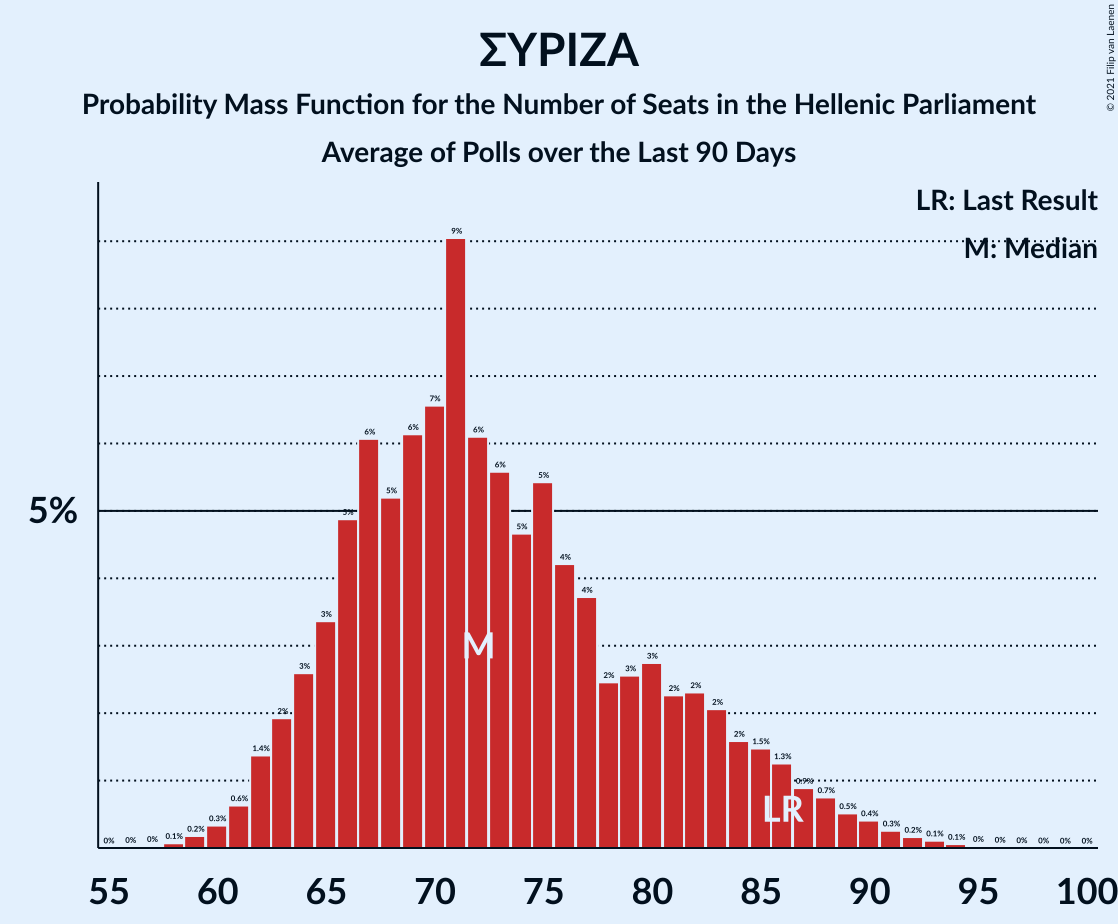 ΣΥΡΙΖΑ
Probability Mass Function for the Number of Seats in the Hellenic Parliament
Average of Polls over the Last 90 Days
© 2021 Filip van Laenen
LR: Last Result
M: Median
5%
0% 0% 0% 0.1% 0.2% 0.3% 0.6% 1.4% 2% 3% 3% 5% 6% 5% 6% 7% 9% 6% 6% 5% 5% 4% 4% 2% 3% 3% 2% 2% 2% 2% 1.5% 1.3% 0.9% 0.7% 0.5% 0.4% 0.3% 0.2% 0.1% 0.1% 0% 0% 0% 0% 0% 0%
M
LR
55 60 65 70 75 80 85 90 95 100